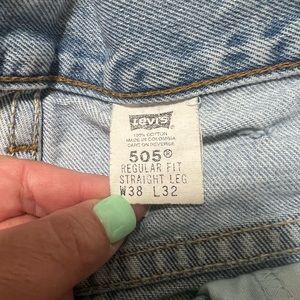 Levi's
100% COTTON
MADE IN COLOMBIA
CARE ON REVERSE
505®
REGULAR FIT
STRAIGHT LEG
W38 L32